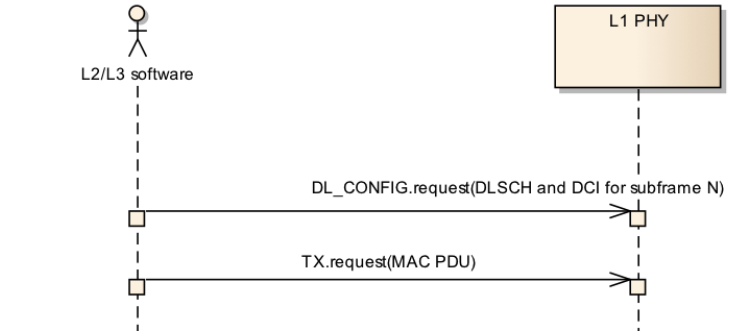 L1 PHY
L2/L3 software
DL_CONFIG.request(DLSCH and DCI for subframe N)
TX.request(MAC PDU)